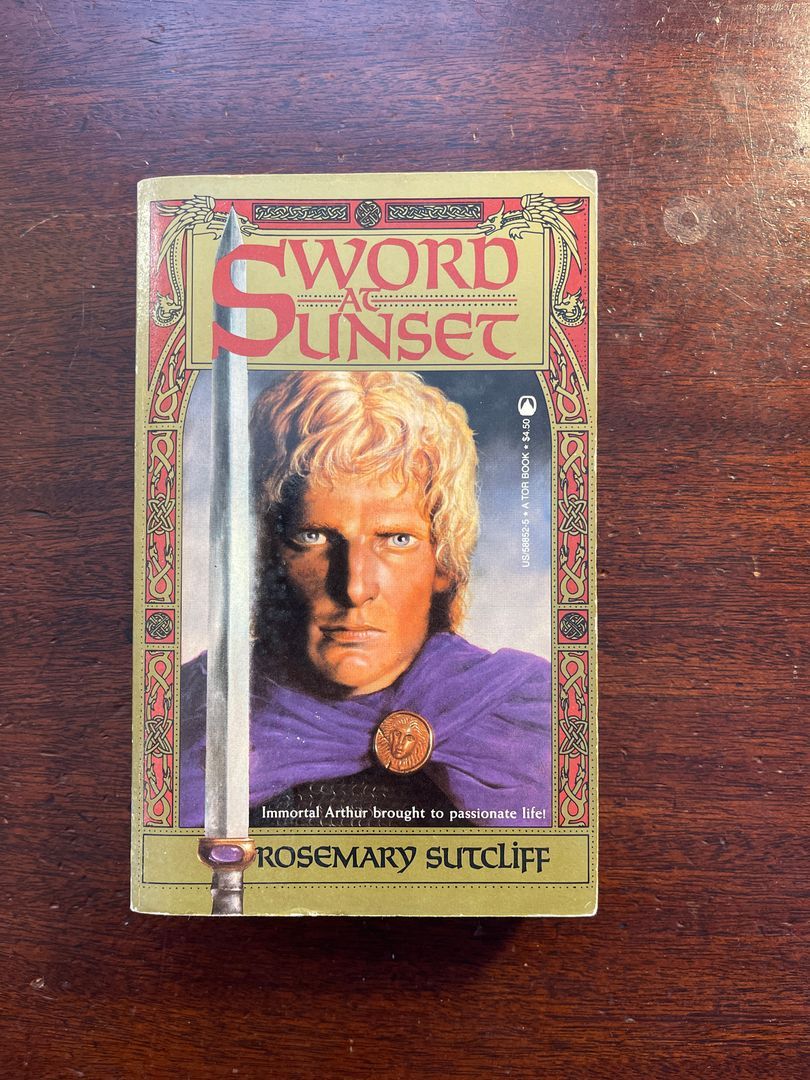 SWORD
AT
SUNSET
US/58852-5 ★ A TOR BOOK ★ $4.50
Immortal Arthur brought to passionate life!
ROSEMARY SUTCLIFF